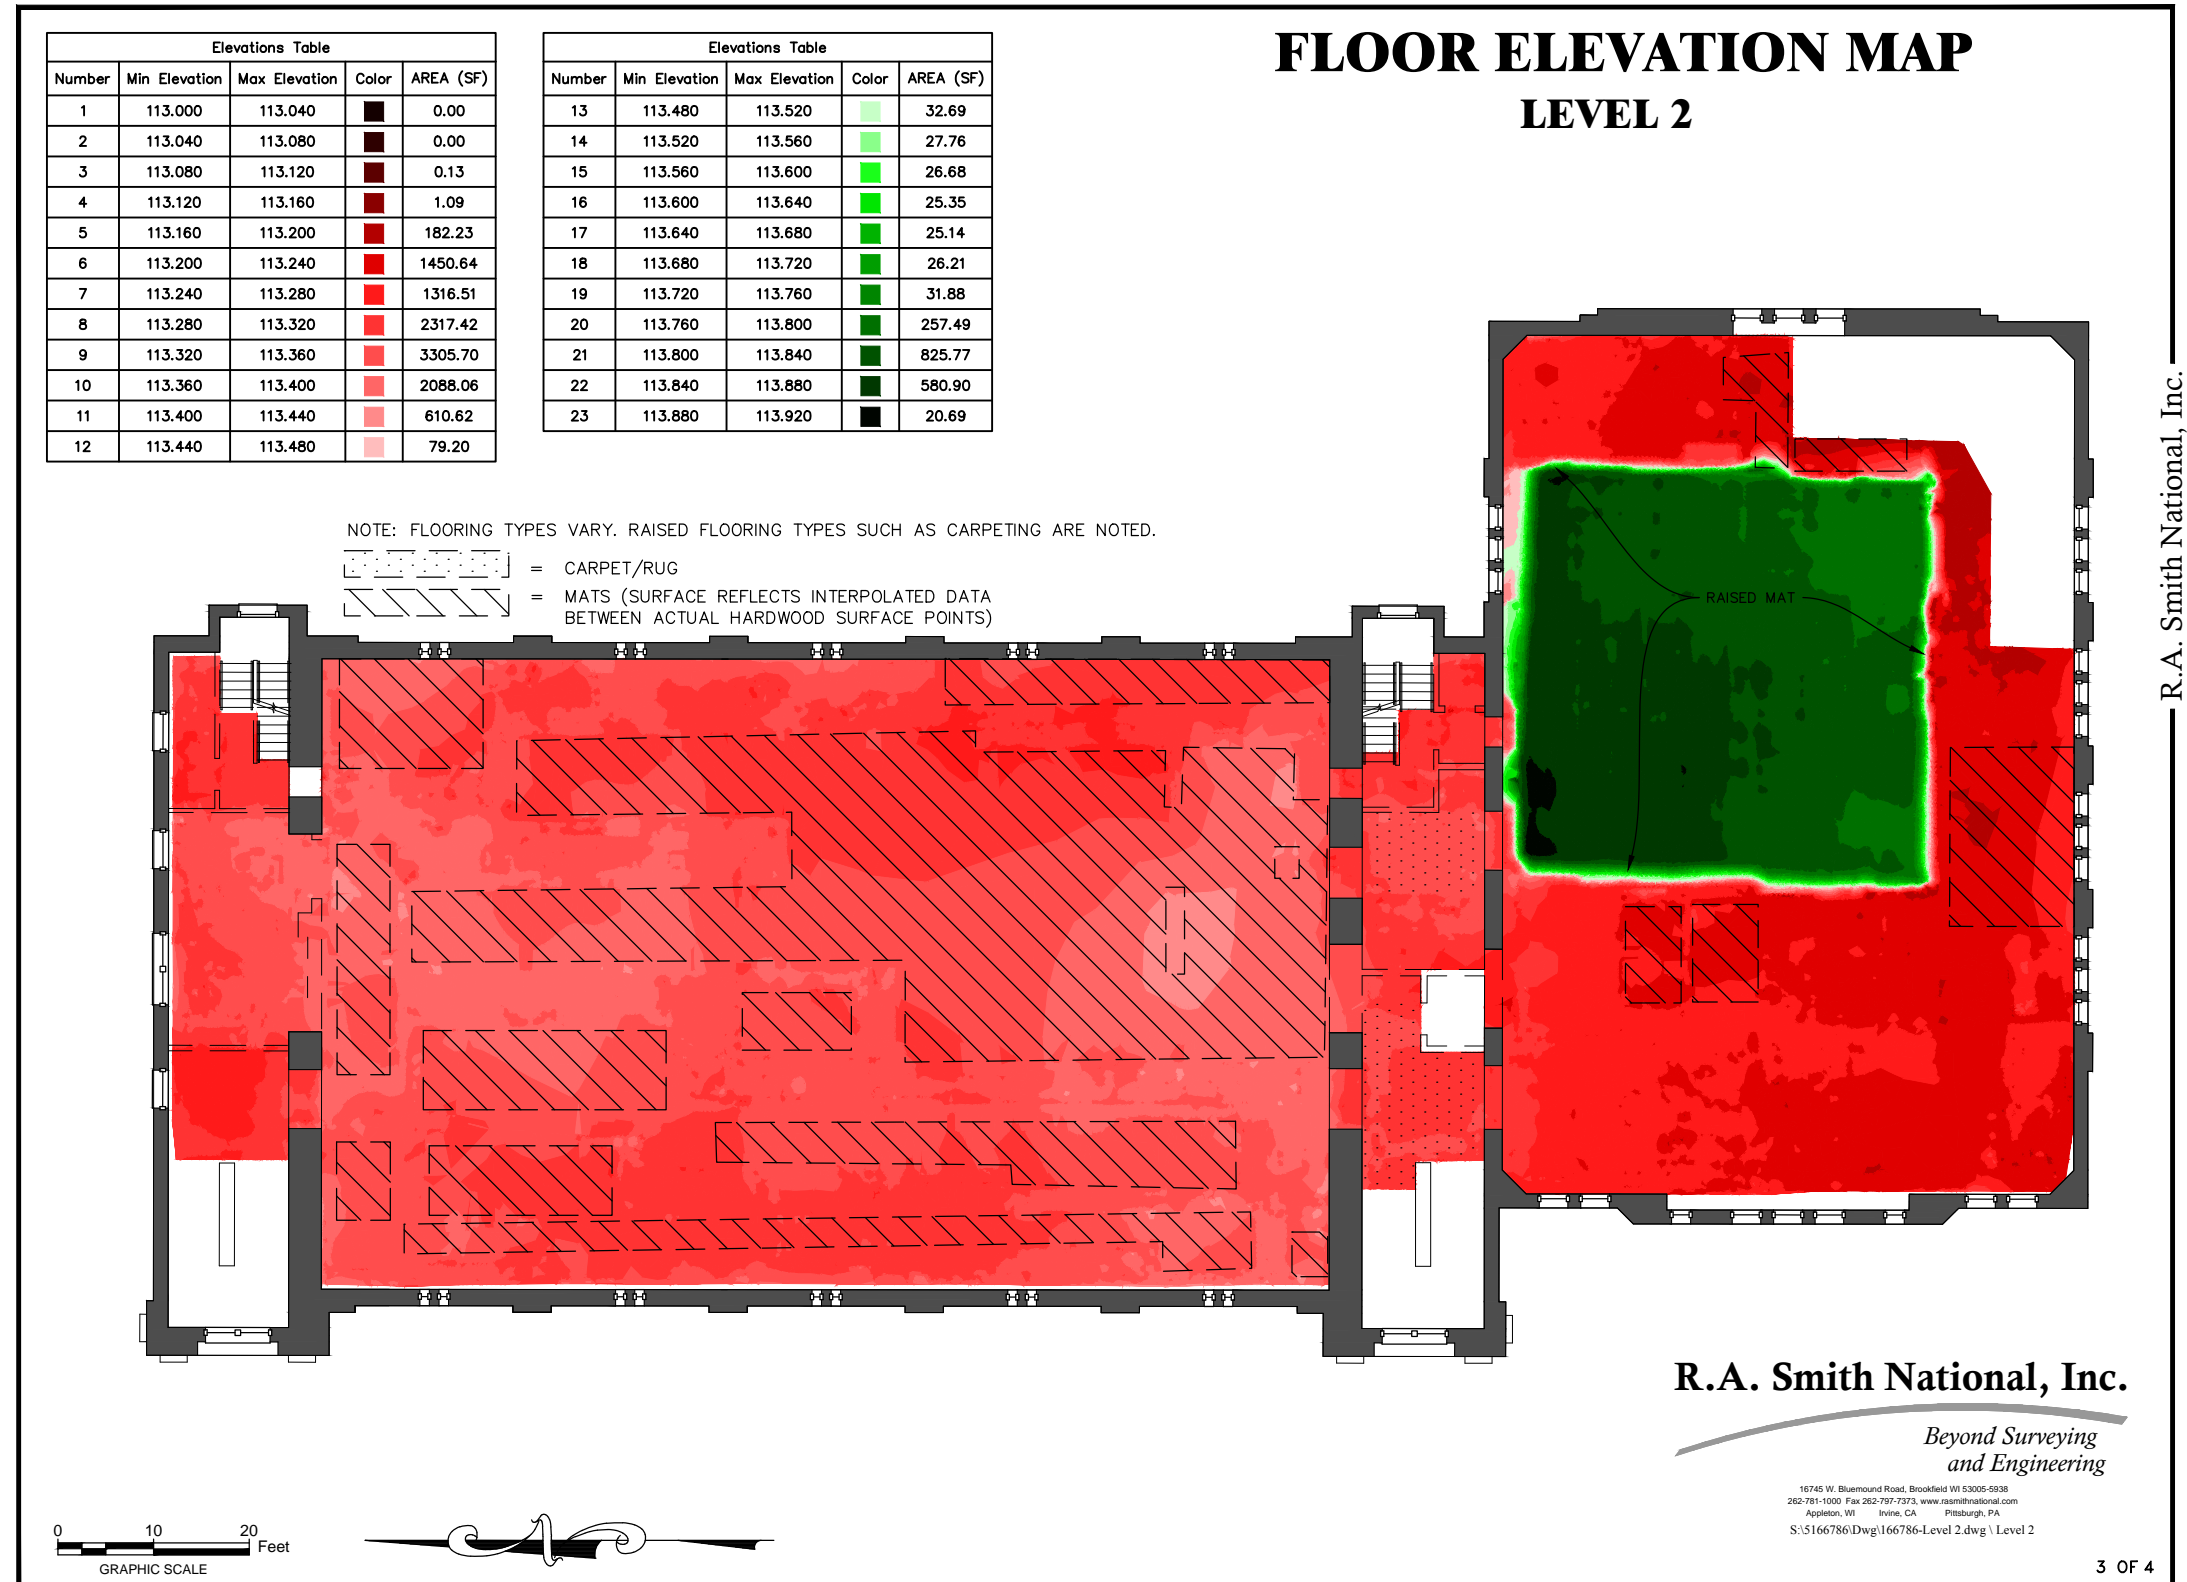 FLOOR ELEVATION MAP
LEVEL 2
Elevations Table
Number Min Elevation Max Elevation Color AREA (SF)
1 113.000 113.040 0.00
2 113.040 113.080 0.00
3 113.080 113.120 0.13
4 113.120 113.160 1.09
5 113.160 113.200 182.23
6 113.200 113.240 1450.64
7 113.240 113.280 1316.51
8 113.280 113.320 2317.42
9 113.320 113.360 3305.70
10 113.360 113.400 2088.06
11 113.400 113.440 610.62
12 113.440 113.480 79.20
Elevations Table
Number Min Elevation Max Elevation Color AREA (SF)
13 113.480 113.520 32.69
14 113.520 113.560 27.76
15 113.560 113.600 26.68
16 113.600 113.640 25.35
17 113.640 113.680 25.14
18 113.680 113.720 26.21
19 113.720 113.760 31.88
20 113.760 113.800 257.49
21 113.800 113.840 825.77
22 113.840 113.880 580.90
23 113.880 113.920 20.69
NOTE: FLOORING TYPES VARY. RAISED FLOORING TYPES SUCH AS CARPETING ARE NOTED.
= CARPET/RUG
= MATS (SURFACE REFLECTS INTERPOLATED DATA
BETWEEN ACTUAL HARDWOOD SURFACE POINTS)
RAISED MAT
R.A. Smith National, Inc.
R.A. Smith National, Inc.
Beyond Surveying
and Engineering
16745 W. Bluemound Road, Brookfield WI 53005-5938
262-781-1000 Fax 262-797-7373, www.rasmithnational.com
Appleton, WI Irvine, CA Pittsburgh, PA
S:\5166786\Dwg\166786-Level 2.dwg \ Level 2
0 10 20
Feet
GRAPHIC SCALE
N
3 OF 4